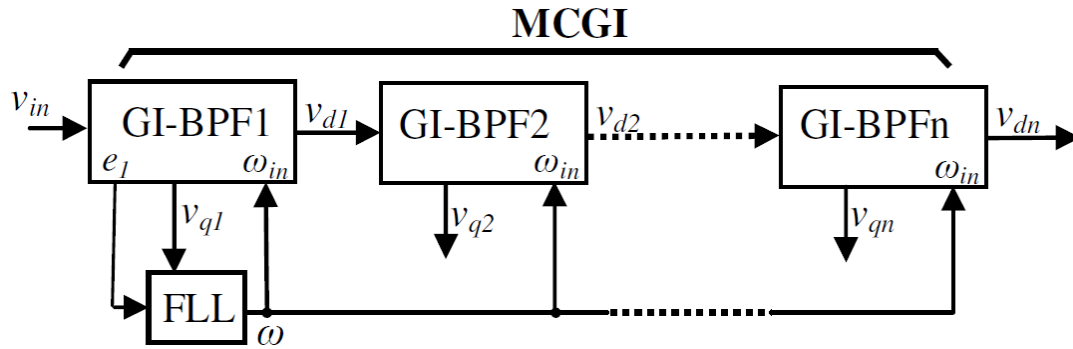 MCGI
v_in GI-BPF1 v_d1 GI-BPF2 v_d2 GI-BPFn v_dn
e_1 ω_in ω_in ω_in
v_q1 v_q2 v_qn
FLL ω